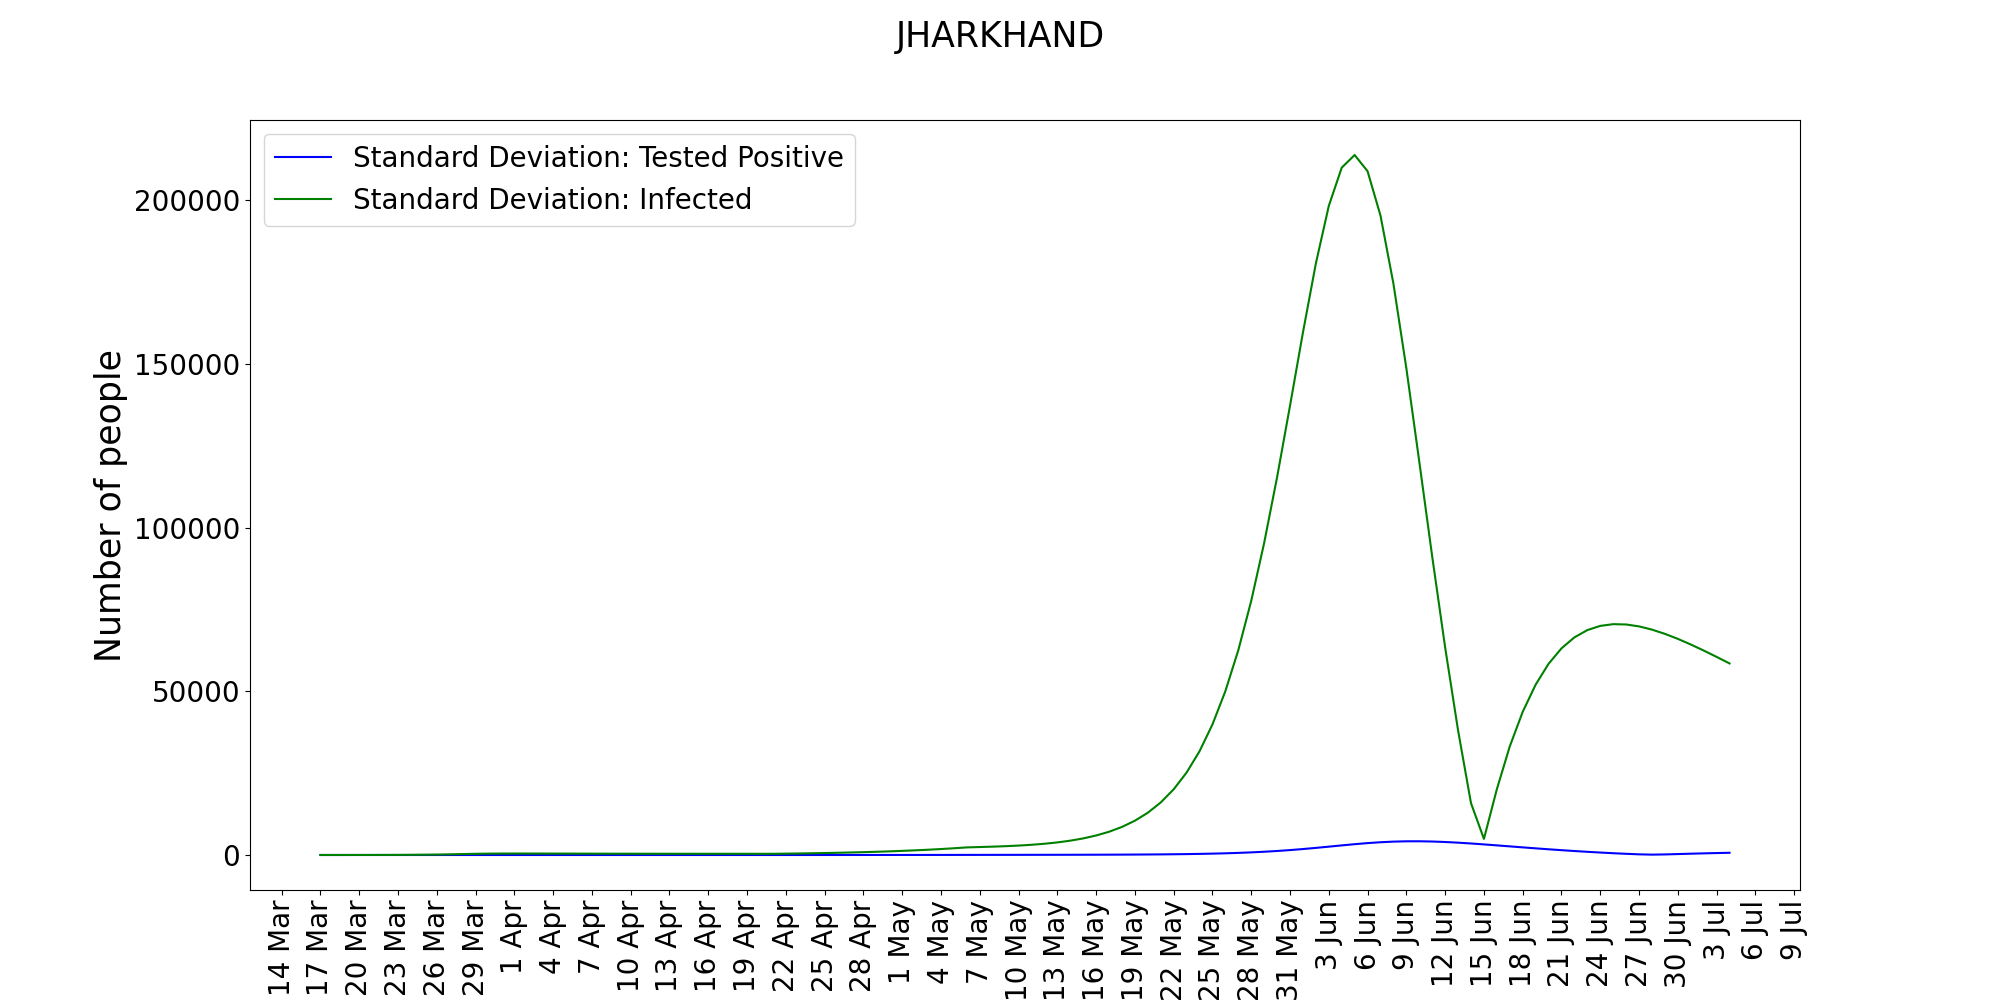 JHARKHAND
Standard Deviation: Tested Positive
Standard Deviation: Infected
Number of people
200000
150000
100000
50000
0
14 Mar
17 Mar
20 Mar
23 Mar
26 Mar
29 Mar
1 Apr
4 Apr
7 Apr
10 Apr
13 Apr
16 Apr
19 Apr
22 Apr
25 Apr
28 Apr
1 May
4 May
7 May
10 May
13 May
16 May
19 May
22 May
25 May
28 May
31 May
3 Jun
6 Jun
9 Jun
12 Jun
15 Jun
18 Jun
21 Jun
24 Jun
27 Jun
30 Jun
3 Jul
6 Jul
9 Jul